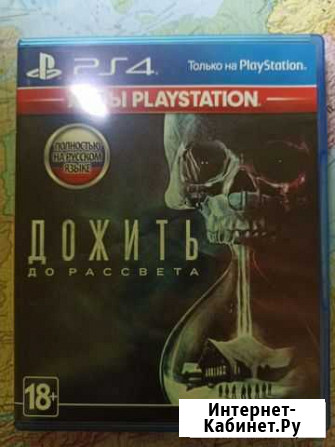 PS4
Только на PlayStation.
ХИТЫ PLAYSTATION
ПОЛНОСТЬЮ
НА РУССКОМ
ЯЗЫКЕ
ДОЖИТЬ
ДО РАССВЕТА
18+
Интернет-
Кабинет.Ру